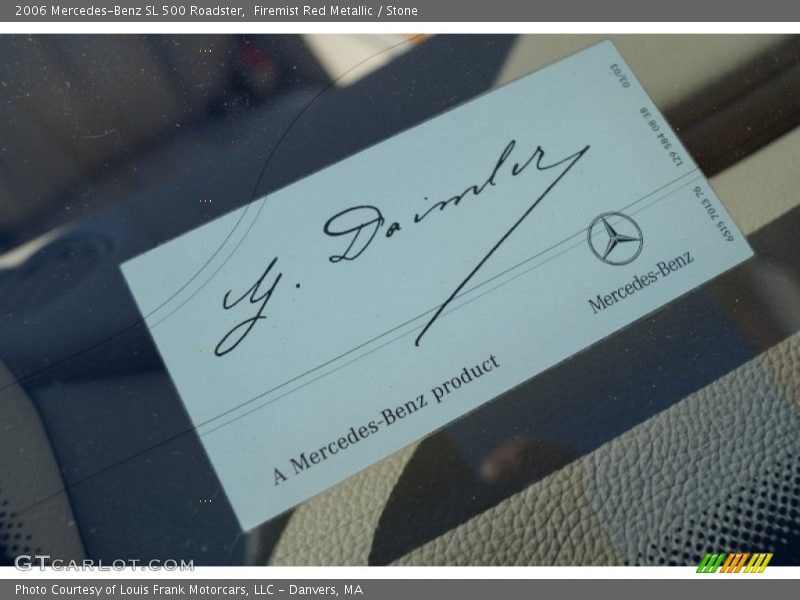 2006 Mercedes-Benz SL 500 Roadster,  Firemist Red Metallic / Stone
03/03
129 584 08 38
6515 7013 76
G. Daimler
Mercedes-Benz
A Mercedes-Benz product
GTCARLOT.COM
Photo Courtesy of Louis Frank Motorcars, LLC – Danvers, MA